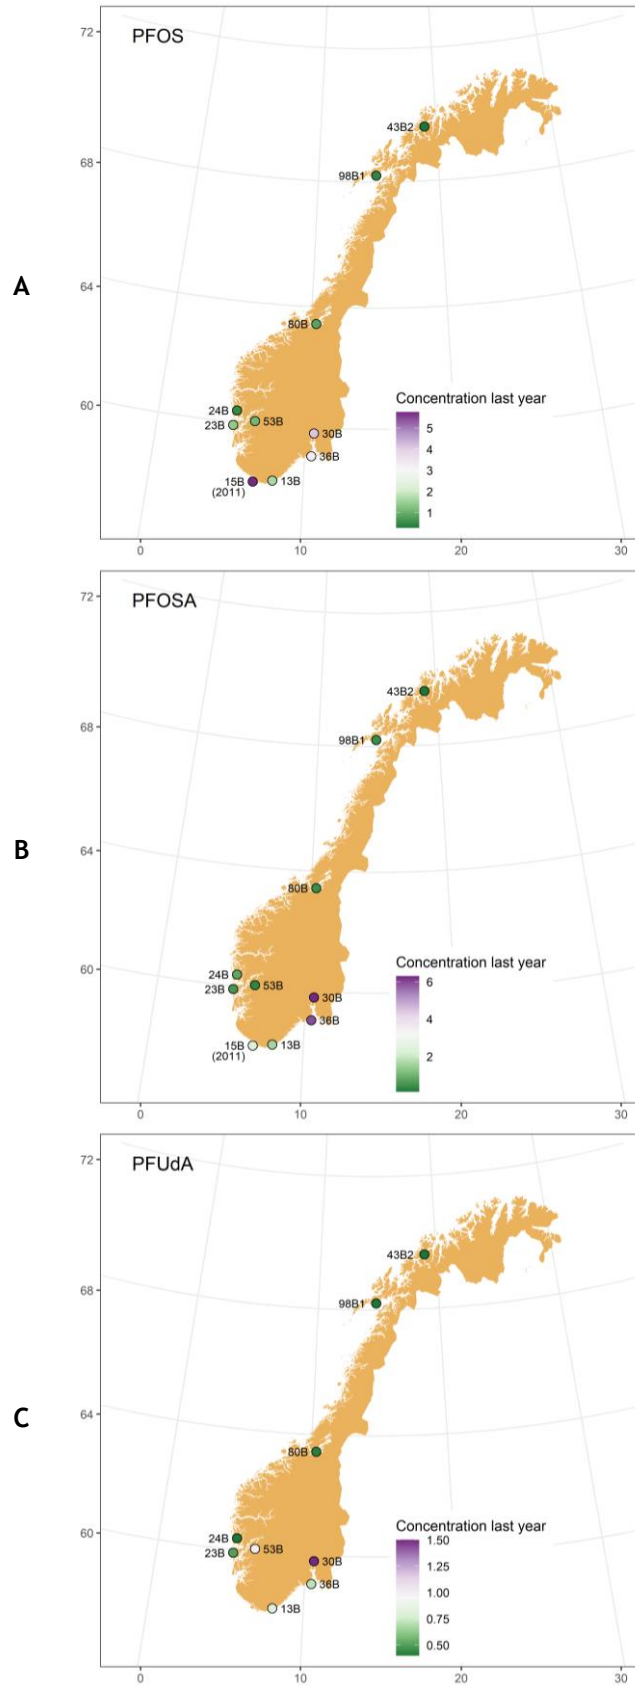 PFOS
72
68
64
60
A
43B2
98B1
80B
24B
23B
53B
30B
36B
15B
(2011)
13B
Concentration last year
5
4
3
2
1
0
10
20
30
PFOSA
72
68
64
60
B
43B2
98B1
80B
24B
23B
53B
30B
36B
15B
(2011)
13B
Concentration last year
6
4
2
0
10
20
30
PFUdA
72
68
64
60
C
43B2
98B1
80B
24B
23B
53B
30B
36B
13B
Concentration last year
1.50
1.25
1.00
0.75
0.50
0
10
20
30